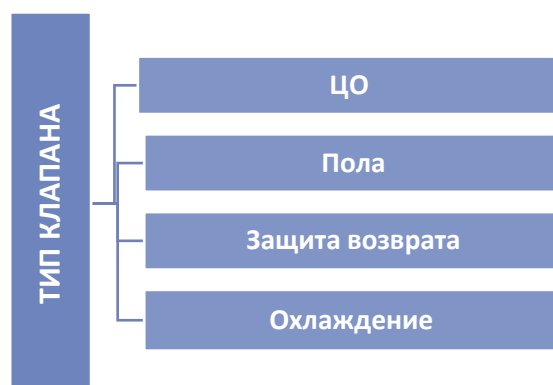 ТИП КЛАПАНА
ЦО
Пола
Защита возврата
Охлаждение